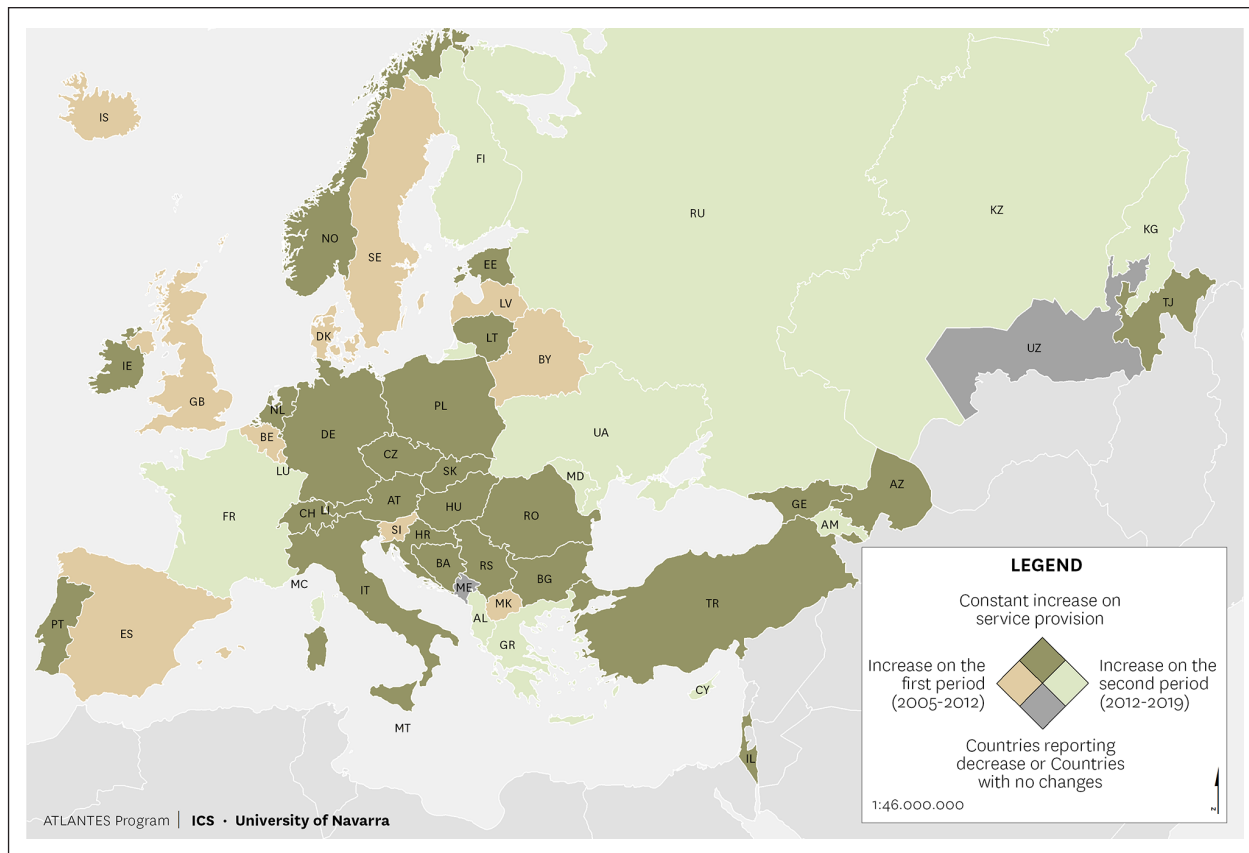 IS
FI
RU
KZ
KG
NO
SE
EE
TJ
LV
DK
LT
UZ
BY
IE
GB
NL
PL
BE
DE
UA
CZ
LU
SK
MD
AZ
AT
HU
GE
CH
LI
RO
FR
AM
SI
HR
BA
RS
BG
MC
IT
ME
MK
TR
PT
AL
ES
GR
CY
MT
IL
LEGEND
Constant increase on
service provision
Increase on the
first period
(2005-2012)
Increase on the
second period
(2012-2019)
Countries reporting
decrease or Countries
with no changes
1:46.000.000
N
ATLANTES Program | ICS · University of Navarra